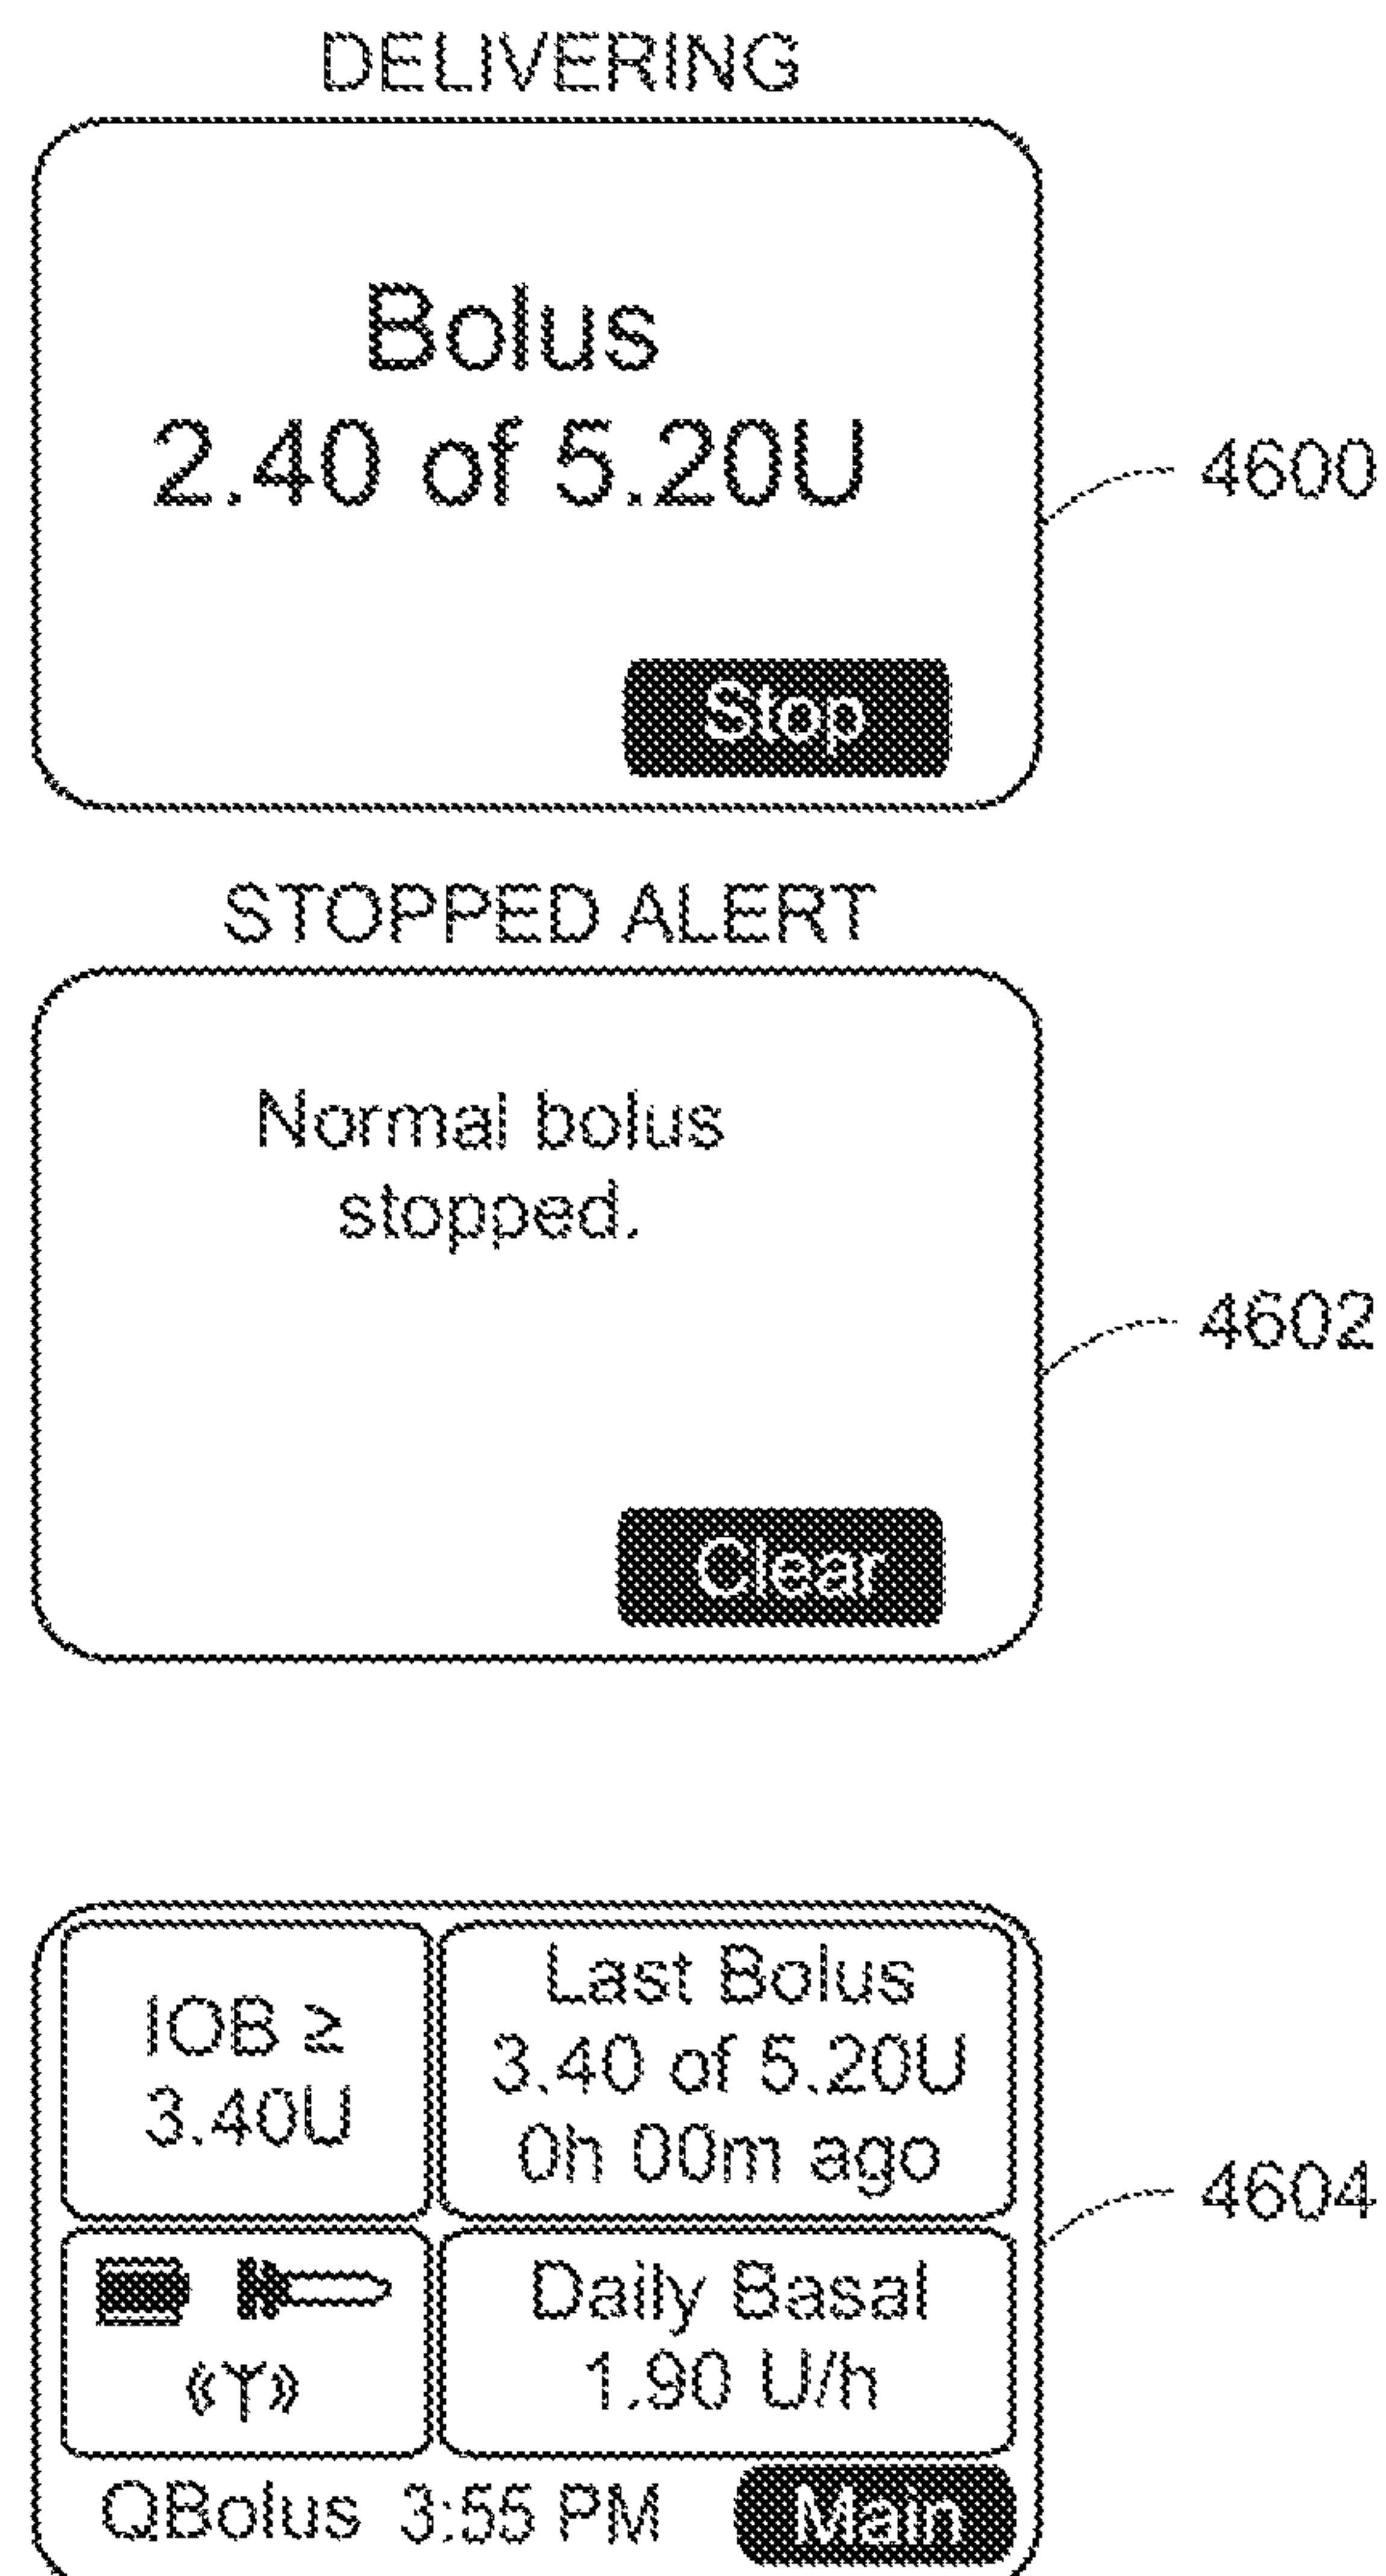 DELIVERING
Bolus
2.40 of 5.20U
4600
Stop
STOPPED ALERT
Normal bolus
stopped.
4602
Clear
IOB ≥
3.40U
Last Bolus
3.40 of 5.20U
0h 00m ago
4604
Daily Basal
1.90 U/h
QBolus 3:55 PM
Main